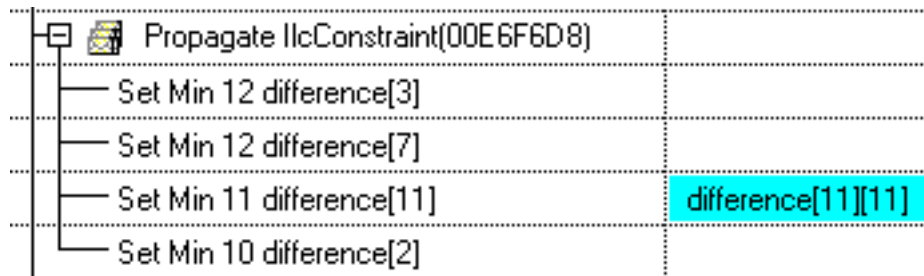 Propagate IlcConstraint(00E6F6D8)
Set Min 12 difference[3]
Set Min 12 difference[7]
Set Min 11 difference[11] difference[11][11]
Set Min 10 difference[2]